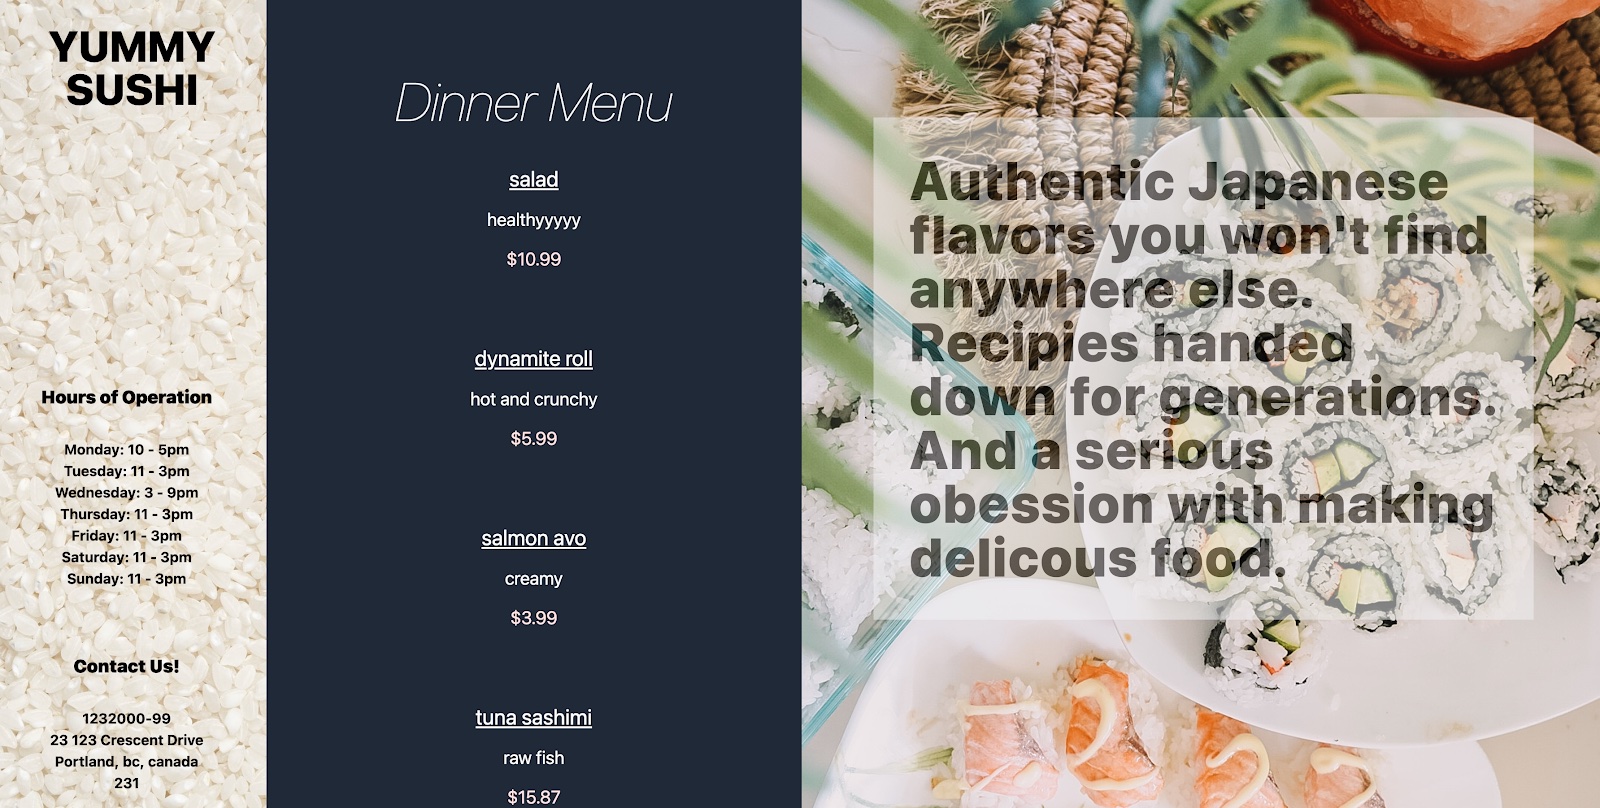 YUMMY
SUSHI
Hours of Operation
Monday: 10 - 5pm
Tuesday: 11 - 3pm
Wednesday: 3 - 9pm
Thursday: 11 - 3pm
Friday: 11 - 3pm
Saturday: 11 - 3pm
Sunday: 11 - 3pm
Contact Us!
1232000-99
23 123 Crescent Drive
Portland, bc, canada
231
Dinner Menu
salad
healthyyyyy
$10.99
dynamite roll
hot and crunchy
$5.99
salmon avo
creamy
$3.99
tuna sashimi
raw fish
$15.87
Authentic Japanese
flavors you won't find
anywhere else.
Recipies handed
down for generations.
And a serious
obession with making
delicous food.